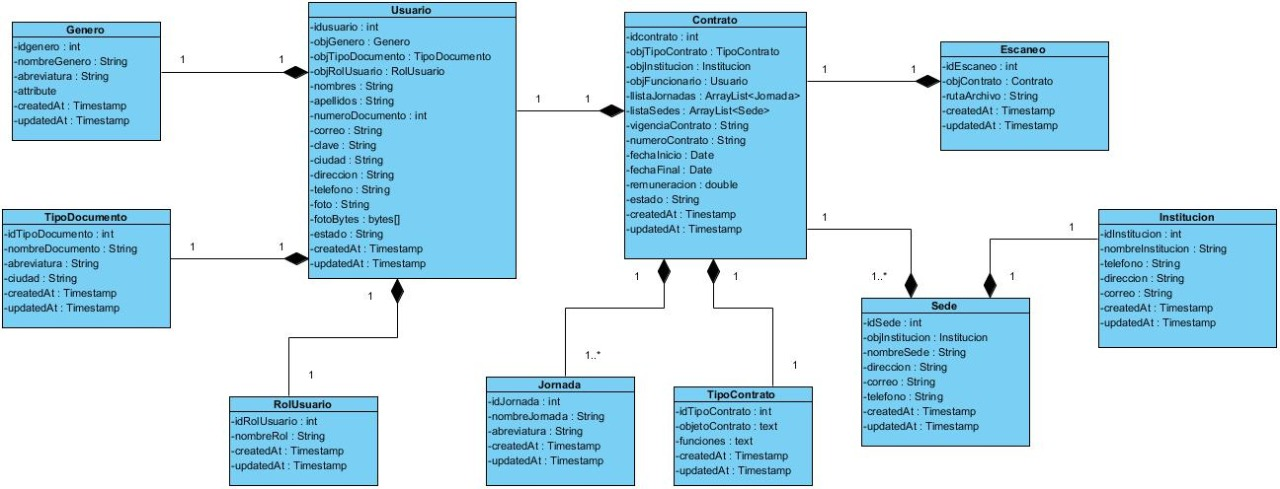 Genero
-idgenero : int
-nombreGenero : String
-abreviatura : String
-attribute
-createdAt : Timestamp
-updatedAt : Timestamp
1
1
Usuario
-idusuario : int
-objGenero : Genero
-objTipoDocumento : TipoDocumento
-objRolUsuario : RolUsuario
-nombres : String
-apellidos : String
-numeroDocumento : int
-correo : String
-clave : String
-ciudad : String
-direccion : String
-telefono : String
-foto : String
-fotoBytes : bytes[]
-estado : String
-createdAt : Timestamp
-updatedAt : Timestamp
1
1
Contrato
-idcontrato : int
-objTipoContrato : TipoContrato
-objInstitucion : Institucion
-objFuncionario : Usuario
-llistaJornadas : ArrayList<Jornada>
-listaSedes : ArrayList<Sede>
-vigenciaContrato : String
-numeroContrato : String
-fechaInicio : Date
-fechaFinal : Date
-remuneracion : double
-estado : String
-createdAt : Tinestamp
-updatedAt : Timestamp
1
1
Escaneo
-idEscaneo : int
-objContrato : Contrato
-rutaArchivo : String
-createdAt : Timestamp
-updatedAt : Timestamp
TipoDocumento
-idTipoDocumento : int
-nombreDocumento : String
-abreviatura : String
-ciudad : String
-createdAt : Timestamp
-updatedAt : Timestamp
1
1
1
1
RolUsuario
-idRolUsuario : int
-nombreRol : String
-createdAt : Timestamp
-updatedAt : Timestamp
1
1..*
Jornada
-idJornada : int
-nombreJornada : String
-abreviatura : String
-createdAt : Timestamp
-updatedAt : Timestamp
1
1
TipoContrato
-idTipoContrato : int
-objetoContrato : text
-funciones : text
-createdAt : Timestamp
-updatedAt : Timestamp
1
1..*
Sede
-idSede : int
-objInstitucion : Institucion
-nombreSede : String
-direccion : String
-correo : String
-telefono : String
-createdAt : Timestamp
-updatedAt : Timestamp
1
1
Institucion
-idInstitucion : int
-nombreInstitucion : String
-telefono : String
-direccion : String
-correo : String
-createdAt : Timestamp
-updatedAt : Timestamp